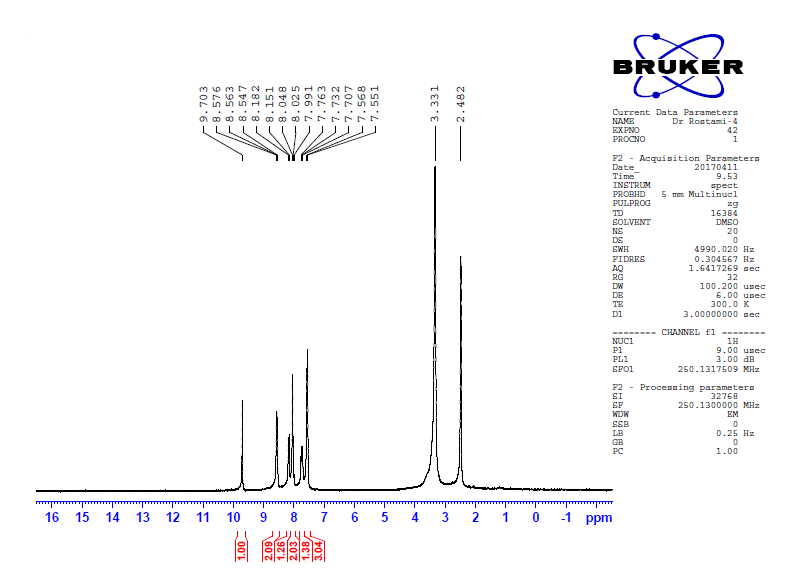 9.703
8.576
8.563
8.547
8.182
8.151
8.048
8.025
7.991
7.763
7.732
7.707
7.568
7.551
3.331
2.482
BRUKER
Current Data Parameters
NAME Dr Rostami-4
EXPNO 42
PROCNO 1
F2 - Acquisition Parameters
Date_ 20170411
Time 9.53
INSTRUM spect
PROBHD 5 mm Multinucl
PULPROG zg
TD 16384
SOLVENT DMSO
NS 20
DS 0
SWH 4990.020 Hz
FIDRES 0.304567 Hz
AQ 1.6417269 sec
RG 32
DW 100.200 usec
DE 6.00 usec
TE 300.0 K
D1 3.00000000 sec
======== CHANNEL f1 ========
NUC1 1H
P1 9.00 usec
PL1 3.00 dB
SFO1 250.1317509 MHz
F2 - Processing parameters
SI 32768
SF 250.1300000 MHz
WDW EM
SSB 0
LB 0.25 Hz
GB 0
PC 1.00
16 15 14 13 12 11 10 9 8 7 6 5 4 3 2 1 0 -1 ppm
1.00
2.09
1.26
2.03
1.38
3.04